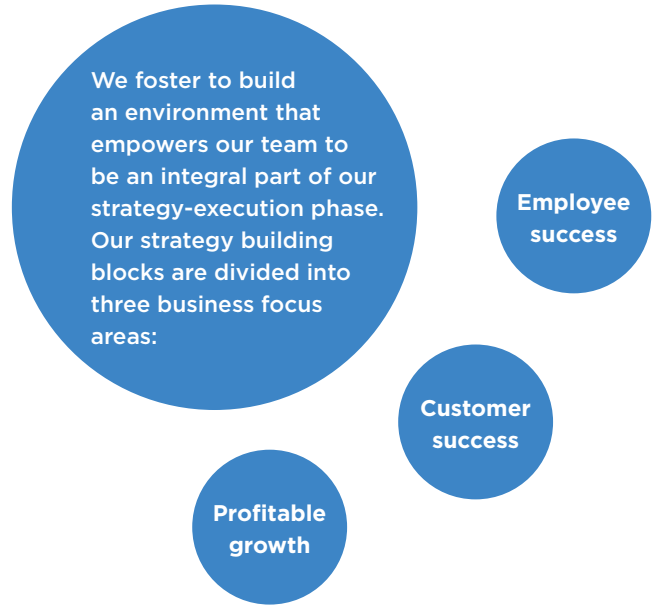 We foster to build
an environment that
empowers our team to
be an integral part of our
strategy-execution phase.
Our strategy building
blocks are divided into
three business focus
areas:
Employee
success
Customer
success
Profitable
growth